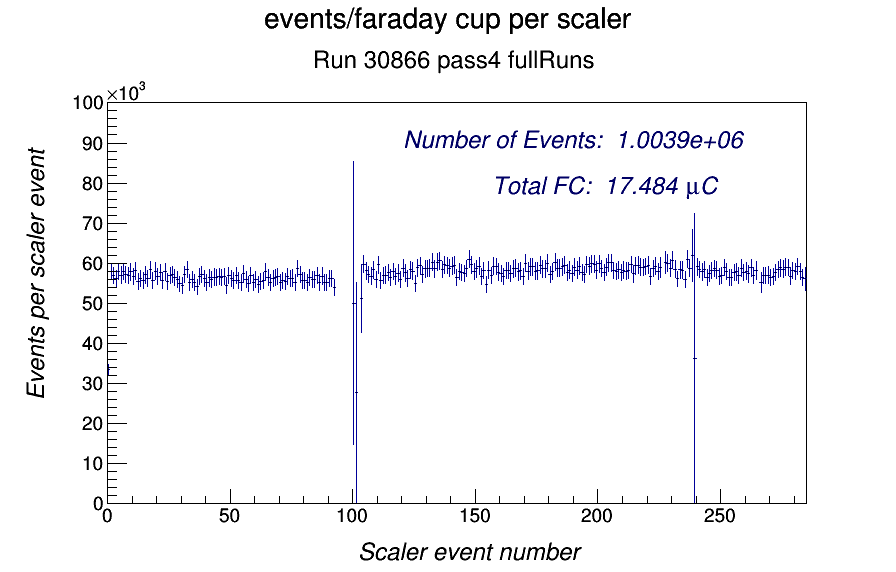 events/faraday cup per scaler
Run 30866 pass4 fullRuns
×10³
100
90
80
70
60
50
40
30
20
10
0
Events per scaler event
Number of Events: 1.0039e+06
Total FC: 17.484 μC
0 50 100 150 200 250
Scaler event number